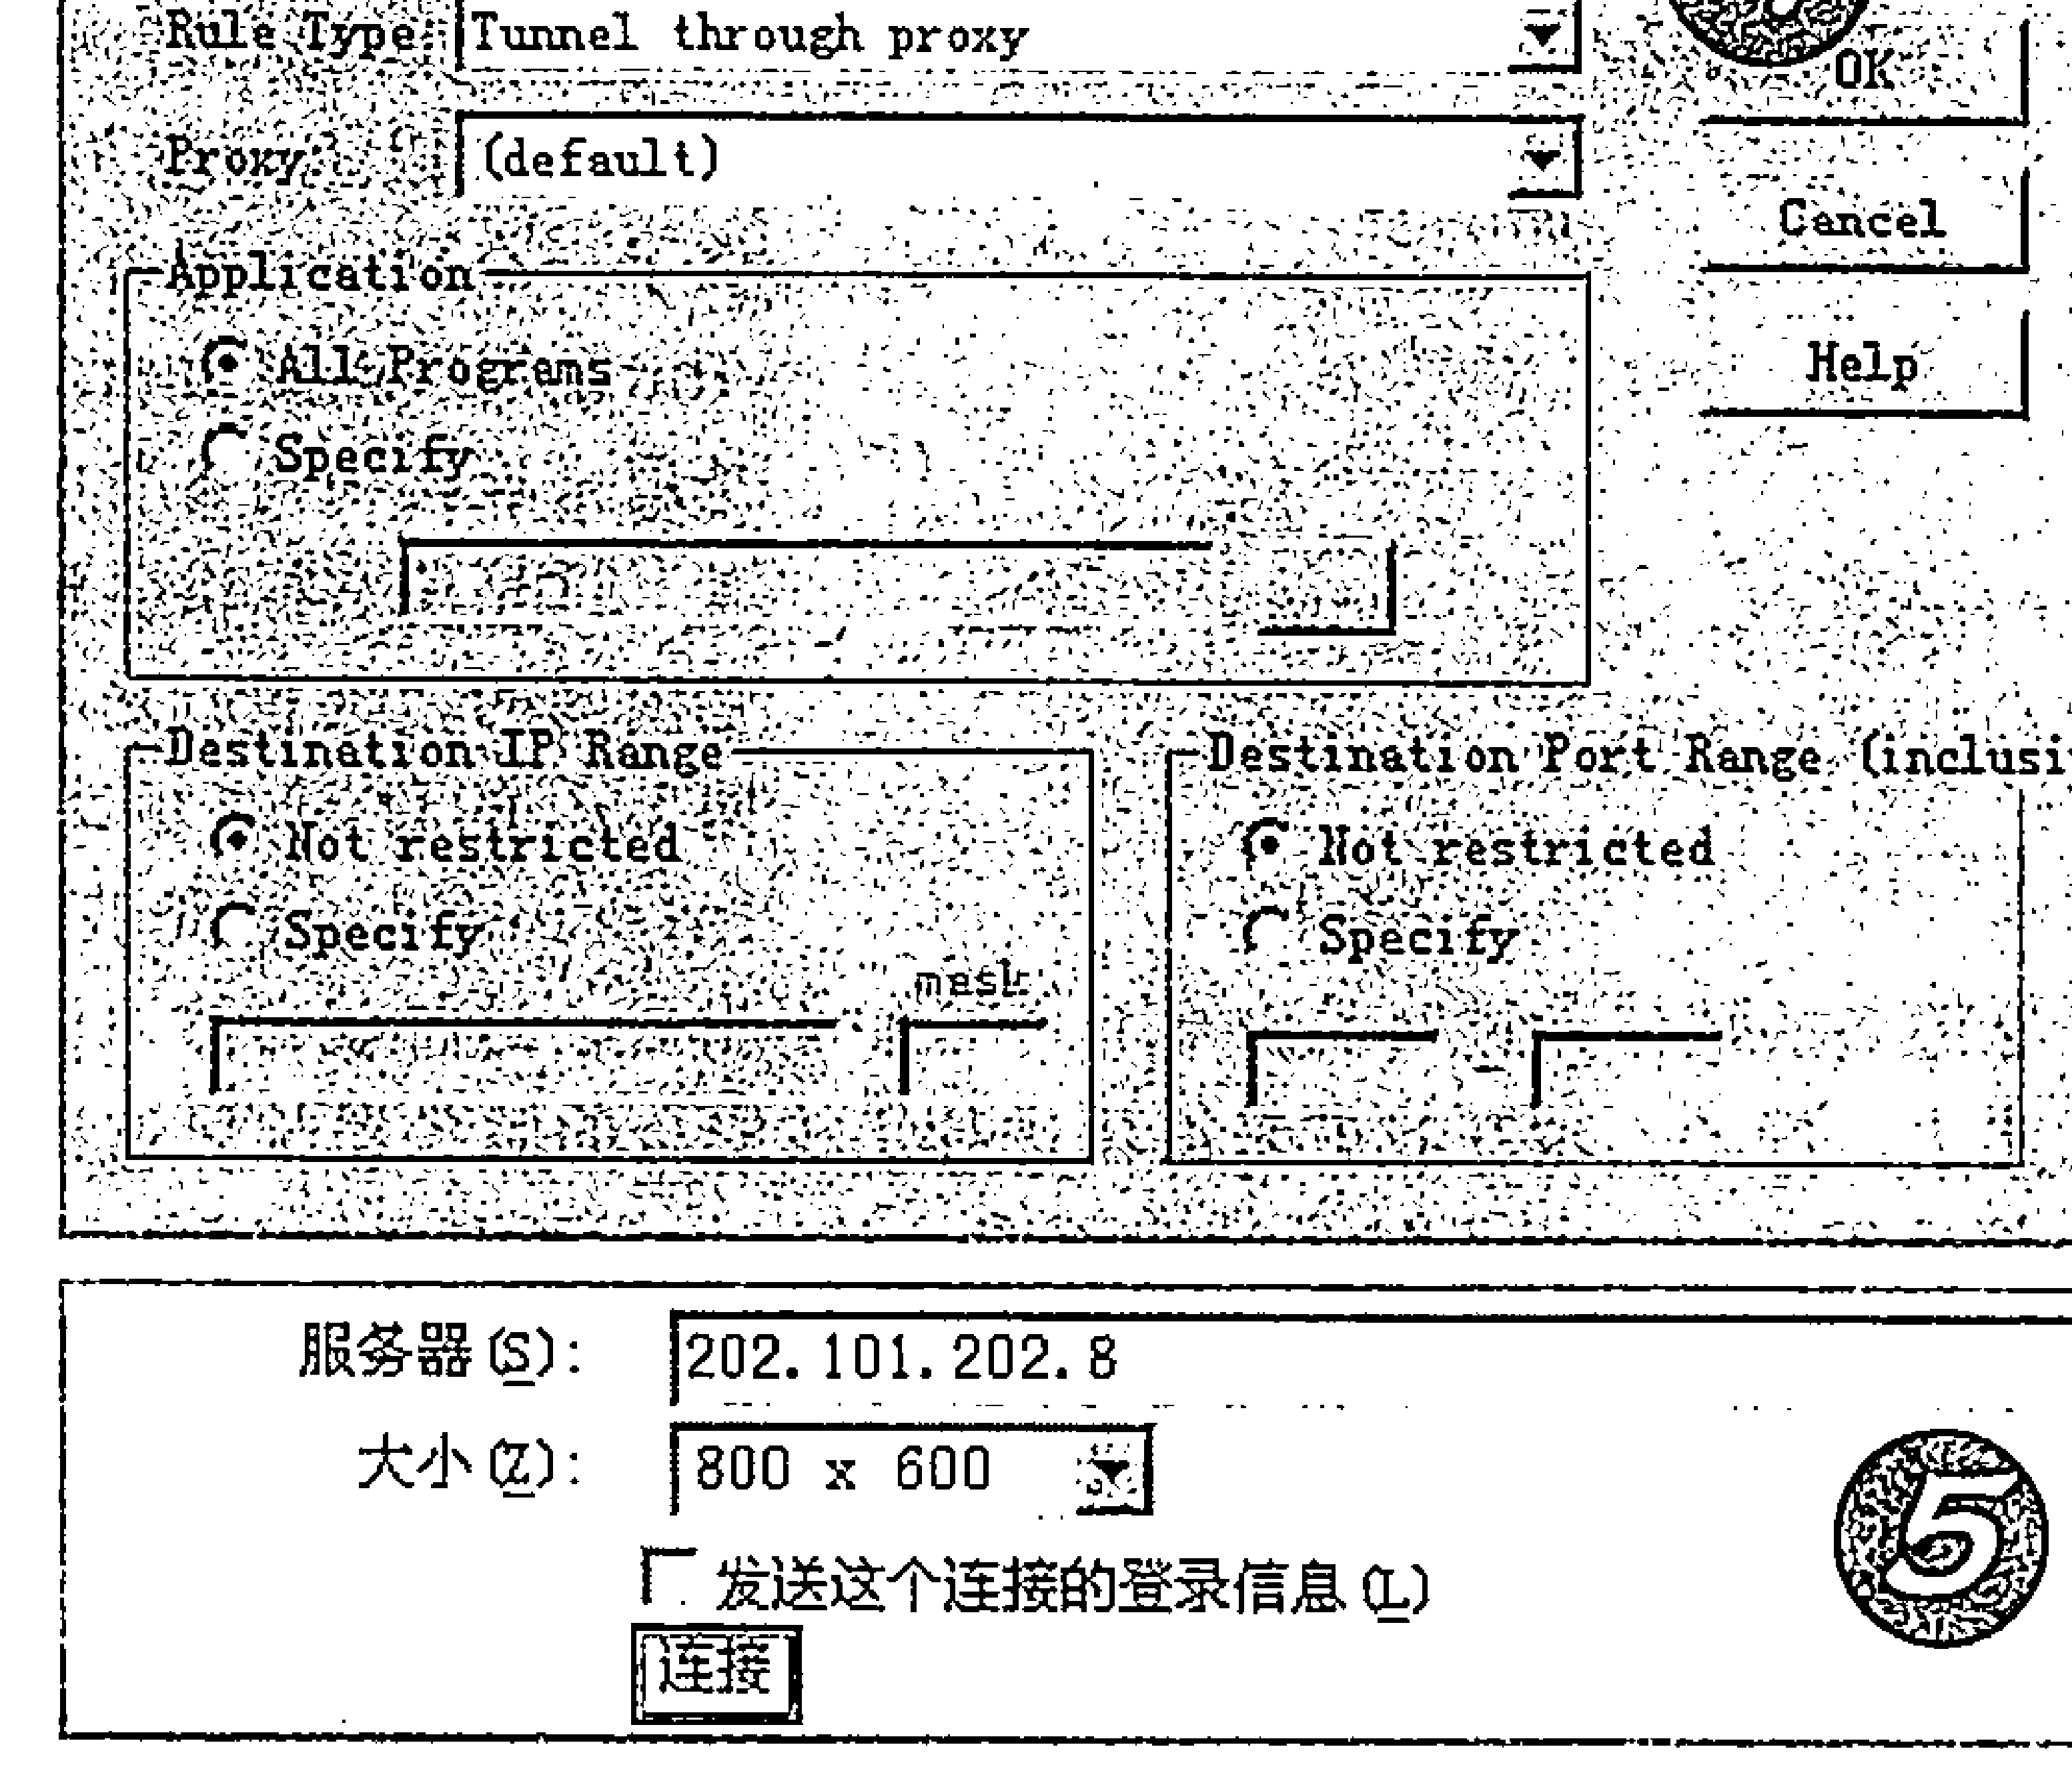 Rule Type: Tunnel through proxy
OK
Proxy: (default)
Cancel
Application
All Programs
Help
Specify
Destination IP Range
Destination Port Range (inclusi
Not restricted
Not restricted
Specify
Specify
mask
服务器(S): 202.101.202.8
大小(Z): 800 x 600
5
发送这个连接的登录信息(L)
连接